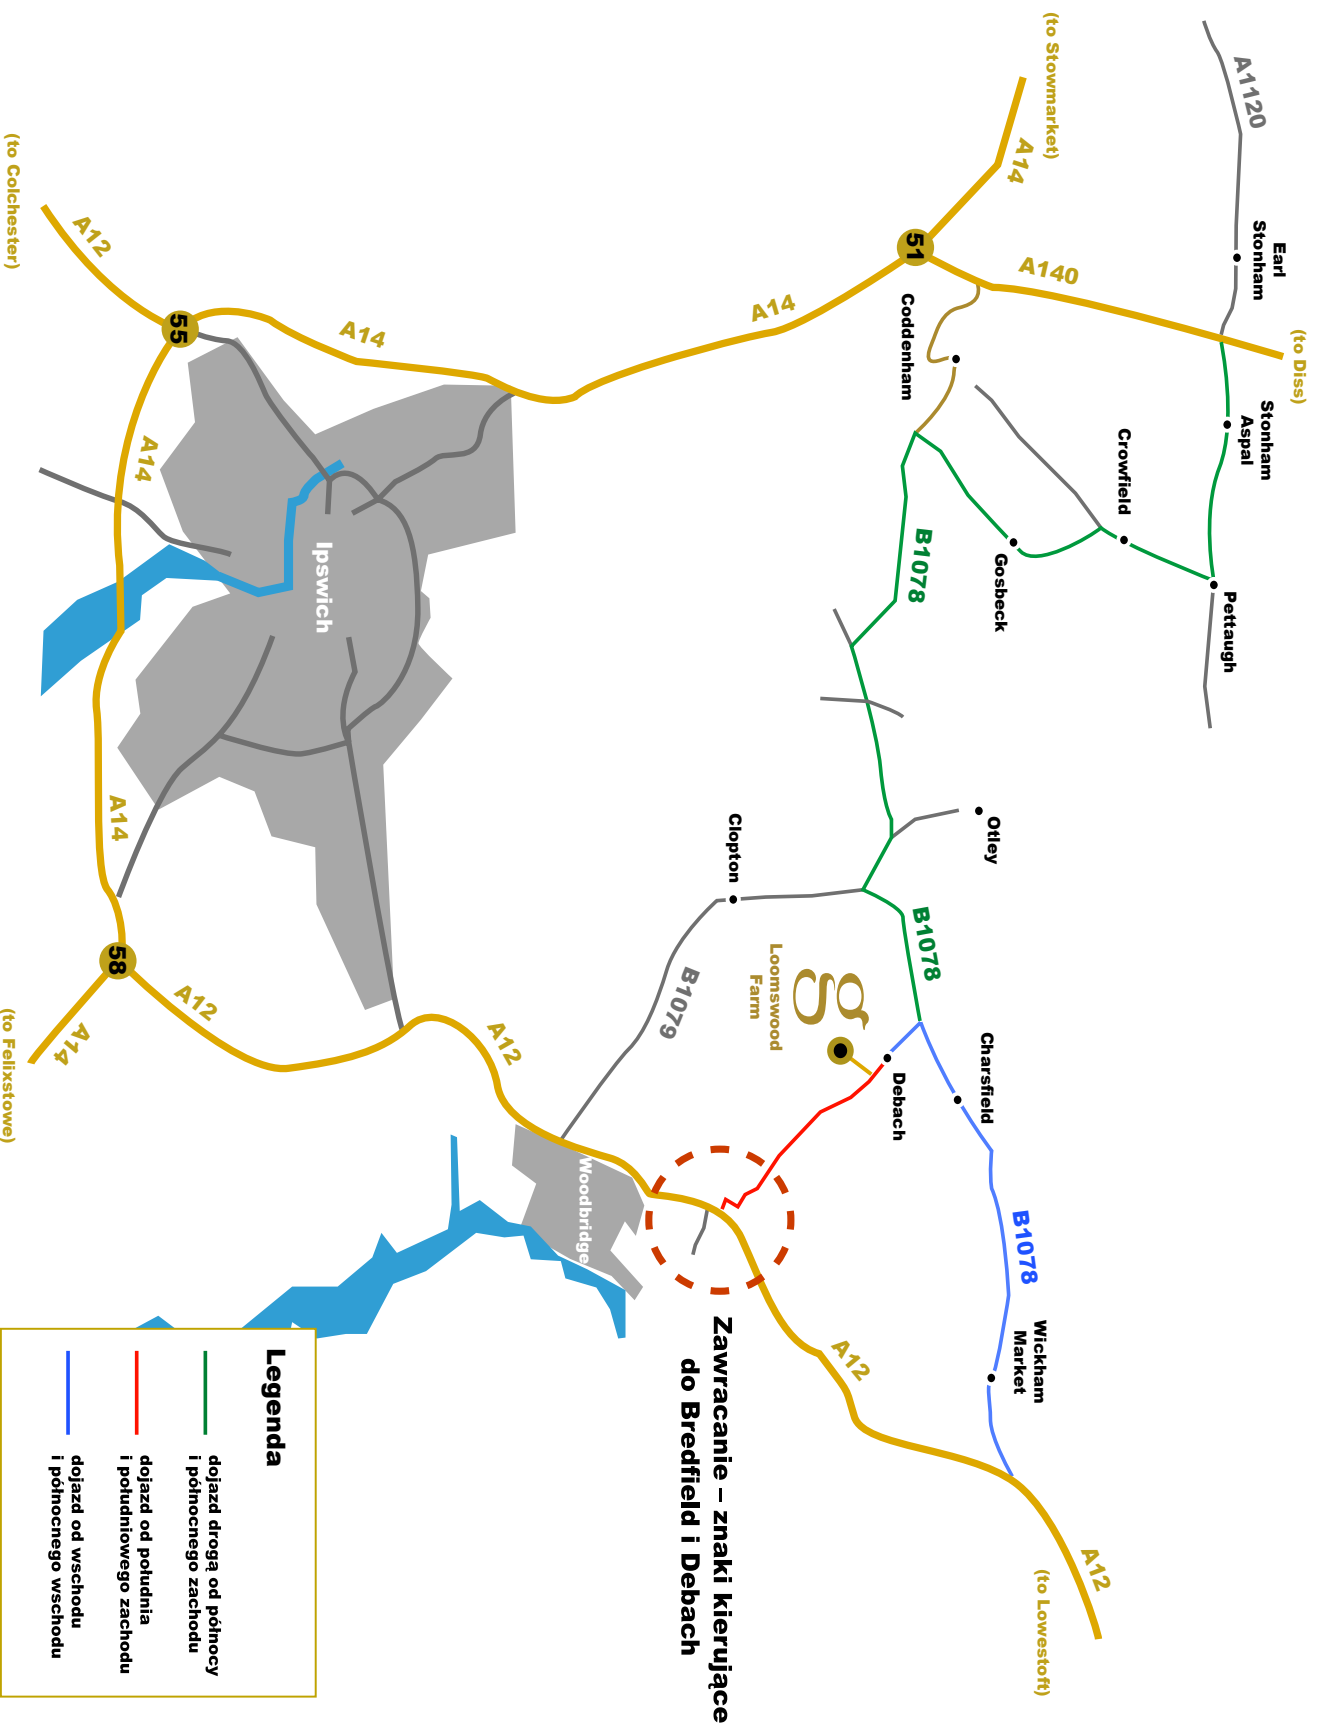 A1120
Earl
Stonham
(to Diss)
Stonham
Aspal
Pettaugh
(to Stowmarket)
A14
A140
51
Coddenham
Crowfield
Gosbeck
B1078
Otley
A14
Clopton
B1078
g
Loomswood
Farm
Debach
Charsfield
B1078
Wickham
Market
B1079
(to Colchester)
A12
55
A14
A14
Ipswich
A14
58
A12
A14
(to Felixstowe)
A12
Woodbridge
A12
A12
(to Lowestoft)
Zawracanie – znaki kierujące
do Bredfield i Debach
Legenda
dojazd drogą od północy
i północnego zachodu
dojazd od południa
i południowego zachodu
dojazd od wschodu
i północnego wschodu